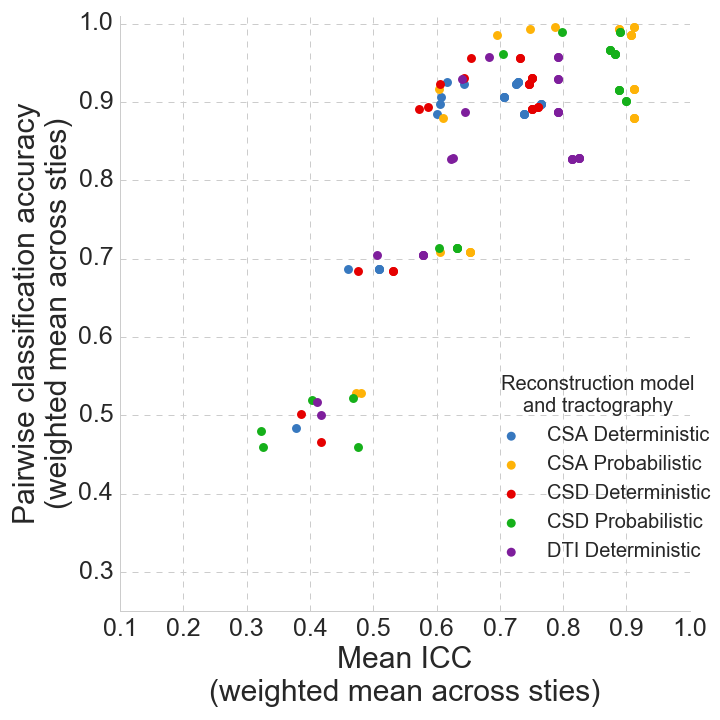 Pairwise classification accuracy
(weighted mean across sties)
1.0
0.9
0.8
0.7
0.6
0.5
0.4
0.3
Reconstruction model
and tractography
CSA Deterministic
CSA Probabilistic
CSD Deterministic
CSD Probabilistic
DTI Deterministic
0.1 0.2 0.3 0.4 0.5 0.6 0.7 0.8 0.9 1.0
Mean ICC
(weighted mean across sties)